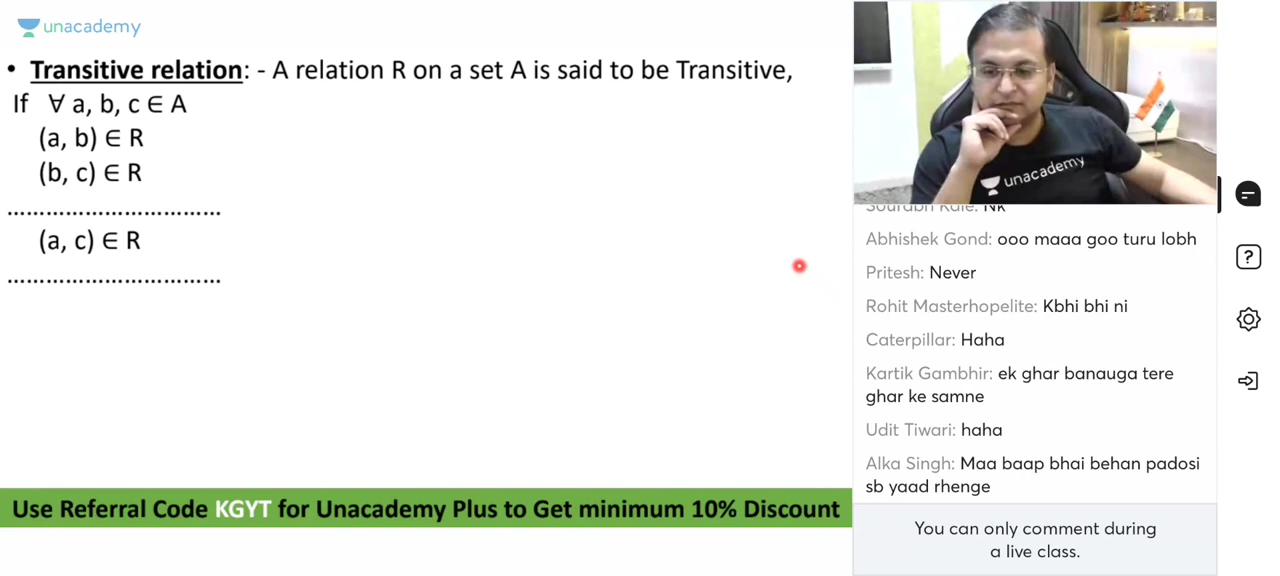 unacademy
• Transitive relation: - A relation R on a set A is said to be Transitive,
If ∀ a, b, c ∈ A
(a, b) ∈ R
(b, c) ∈ R
.................................
(a, c) ∈ R
.................................
Use Referral Code KGYT for Unacademy Plus to Get minimum 10% Discount
unacademy
Sourabh Kale: Nk
Abhishek Gond: ooo maaa goo turu lobh
Pritesh: Never
Rohit Masterhopelite: Kbhi bhi ni
Caterpillar: Haha
Kartik Gambhir: ek ghar banauga tere
ghar ke samne
Udit Tiwari: haha
Alka Singh: Maa baap bhai behan padosi
sb yaad rhenge
You can only comment during
a live class.